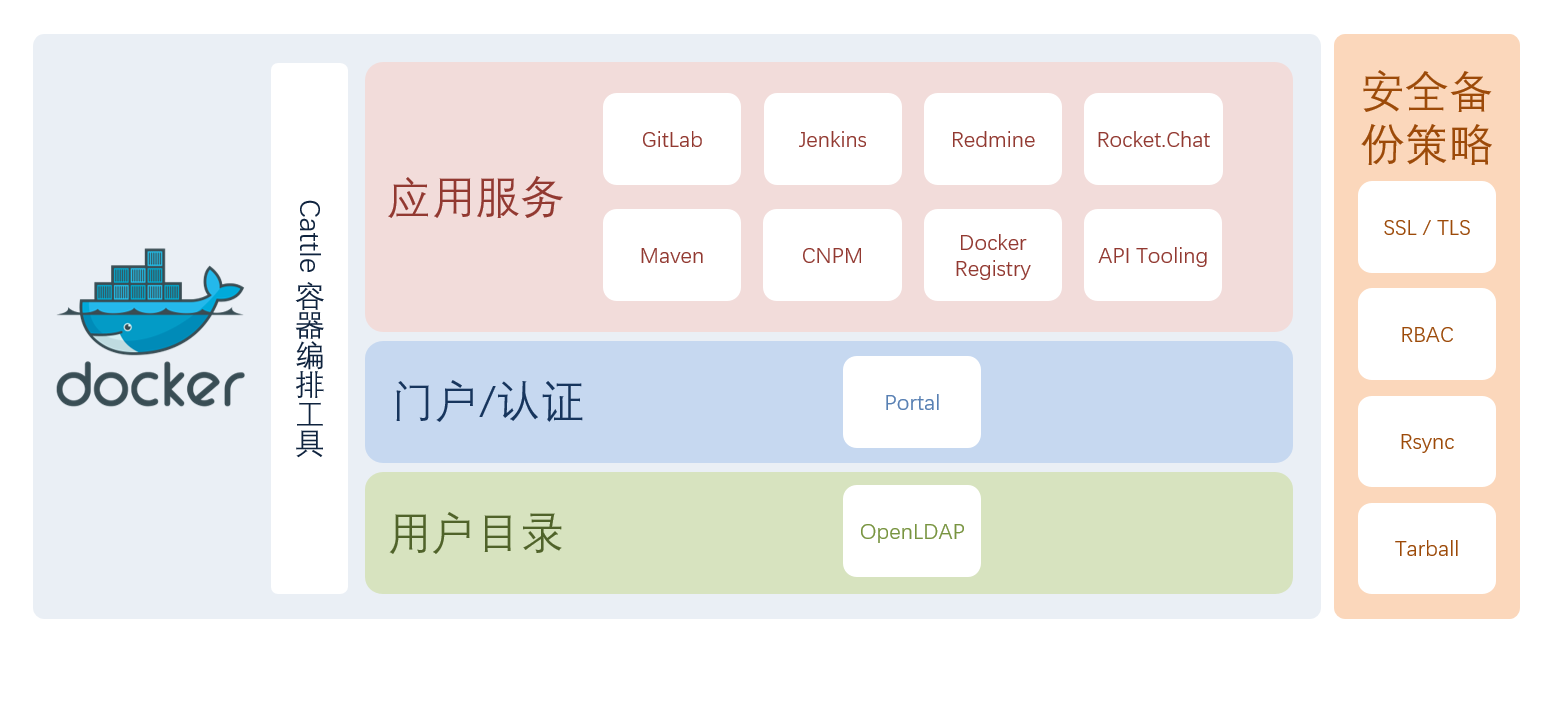 docker
Cattle 容器编排工具
应用服务
GitLab
Jenkins
Redmine
Rocket.Chat
Maven
CNPM
Docker
Registry
API Tooling
门户/认证
Portal
用户目录
OpenLDAP
安全备
份策略
SSL / TLS
RBAC
Rsync
Tarball